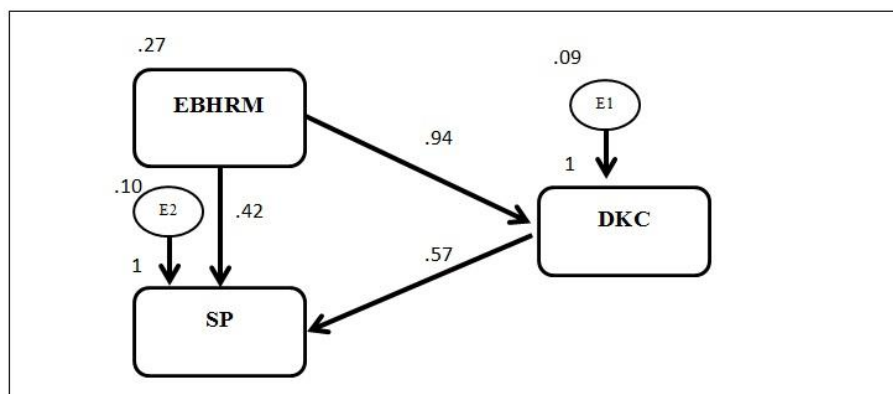 .27
.09
EBHRM
E1
.94
1
.10
E2
.42
DKC
.57
1
SP